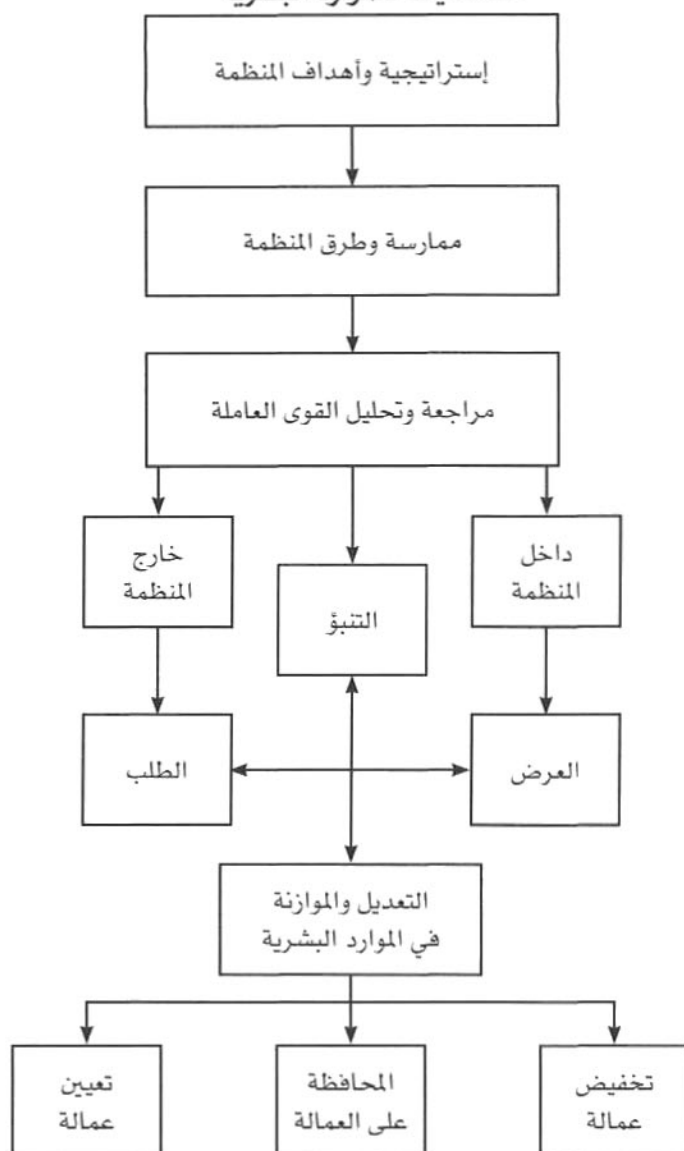 إستراتيجية وأهداف المنظمة
ممارسة وطرق المنظمة
مراجعة وتحليل القوى العاملة
داخل
المنظمة
خارج
المنظمة
التنبؤ
العرض
الطلب
التعديل والموازنة
في الموارد البشرية
تخفيض
عمالة
المحافظة
على العمالة
تعيين
عمالة